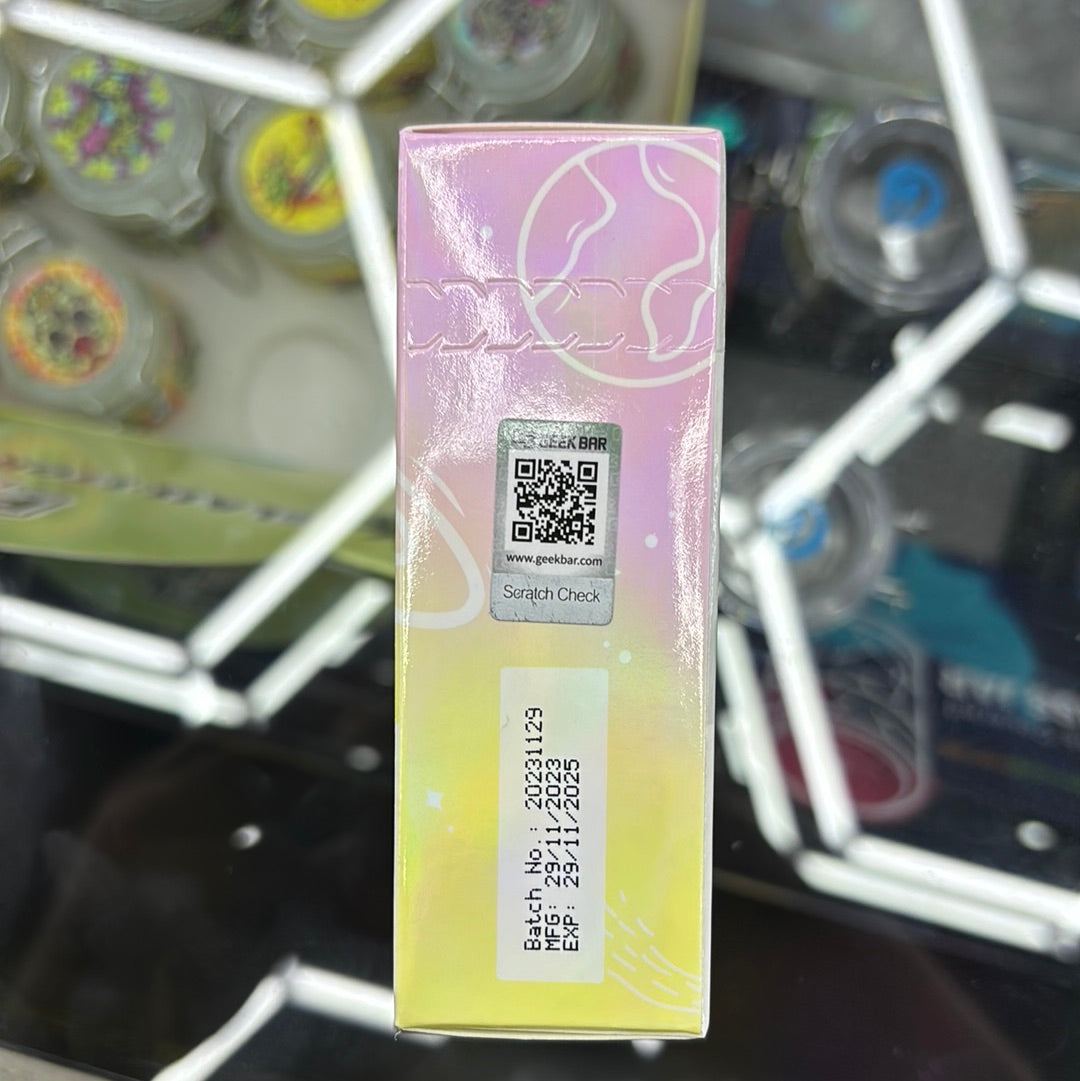 GEEK BAR
www.geekbar.com
Scratch Check
Batch No.: 20231129
MFG: 29/11/2023
EXP: 29/11/2025